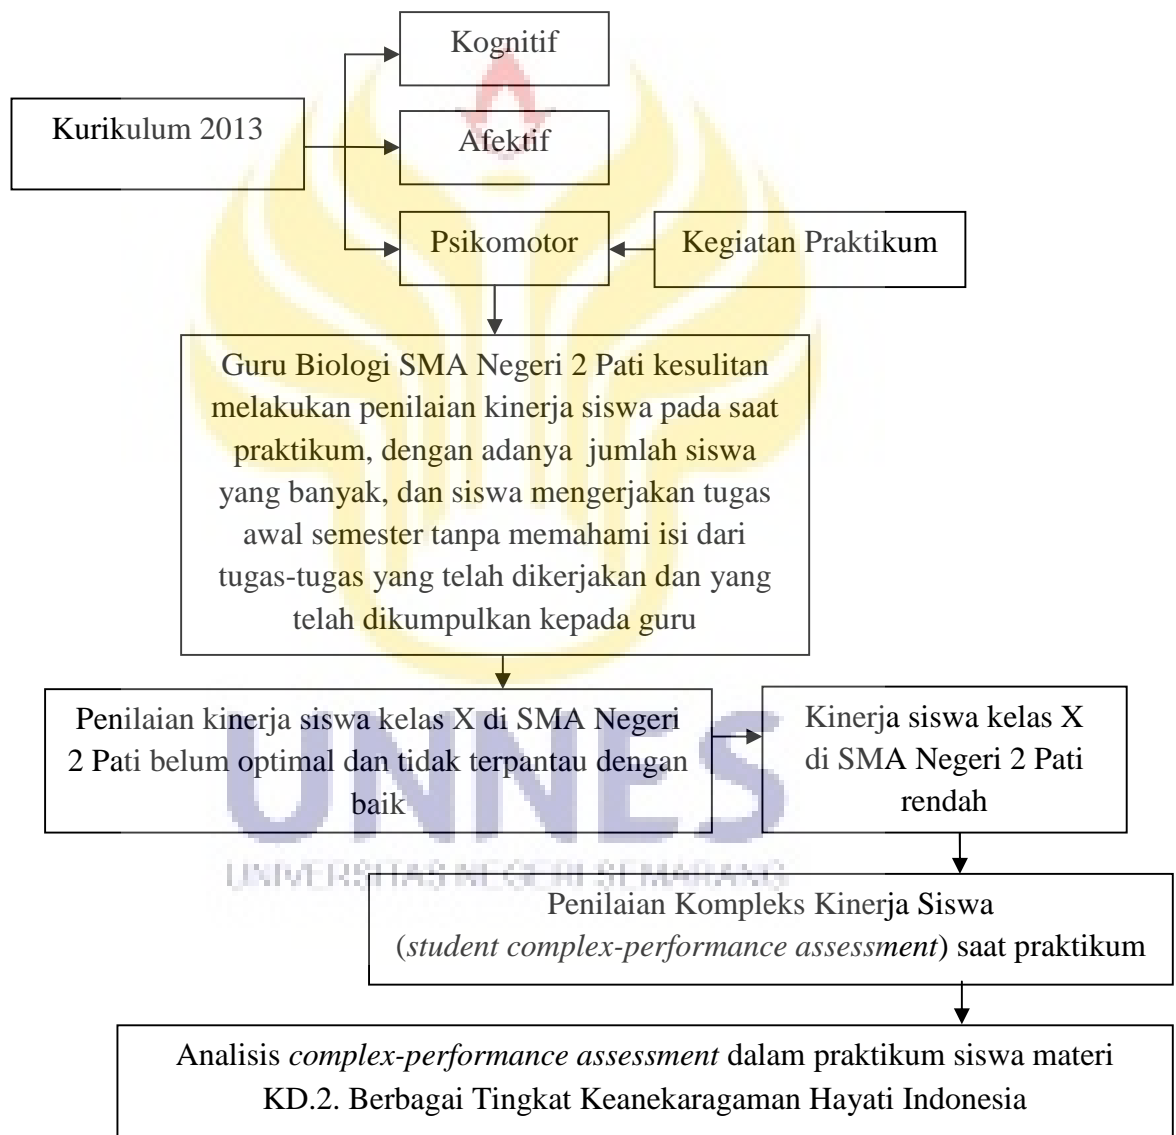 Kognitif
Kurikulum 2013
Afektif
Psikomotor
Kegiatan Praktikum
Guru Biologi SMA Negeri 2 Pati kesulitan
melakukan penilaian kinerja siswa pada saat
praktikum, dengan adanya jumlah siswa
yang banyak, dan siswa mengerjakan tugas
awal semester tanpa memahami isi dari
tugas-tugas yang telah dikerjakan dan yang
telah dikumpulkan kepada guru
Penilaian kinerja siswa kelas X di SMA Negeri
2 Pati belum optimal dan tidak terpantau dengan
baik
Kinerja siswa kelas X
di SMA Negeri 2 Pati
rendah
UNNES
UNIVERSITAS NEGERI SEMARANG
Penilaian Kompleks Kinerja Siswa
(student complex-performance assessment) saat praktikum
Analisis complex-performance assessment dalam praktikum siswa materi
KD.2. Berbagai Tingkat Keanekaragaman Hayati Indonesia